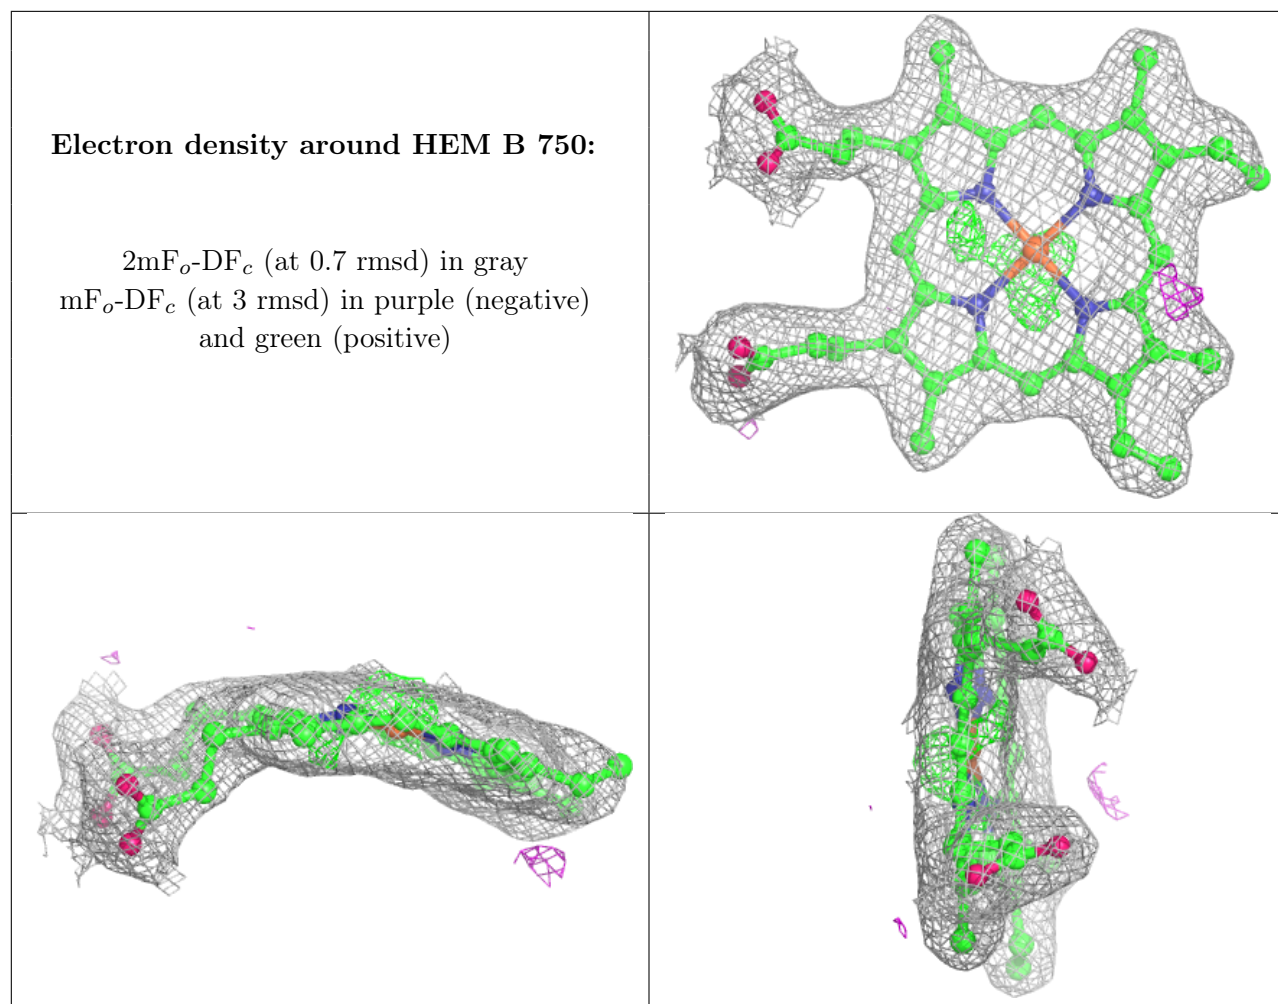 Electron density around HEM B 750:
2mFo-DFc (at 0.7 rmsd) in gray
mFo-DFc (at 3 rmsd) in purple (negative)
and green (positive)